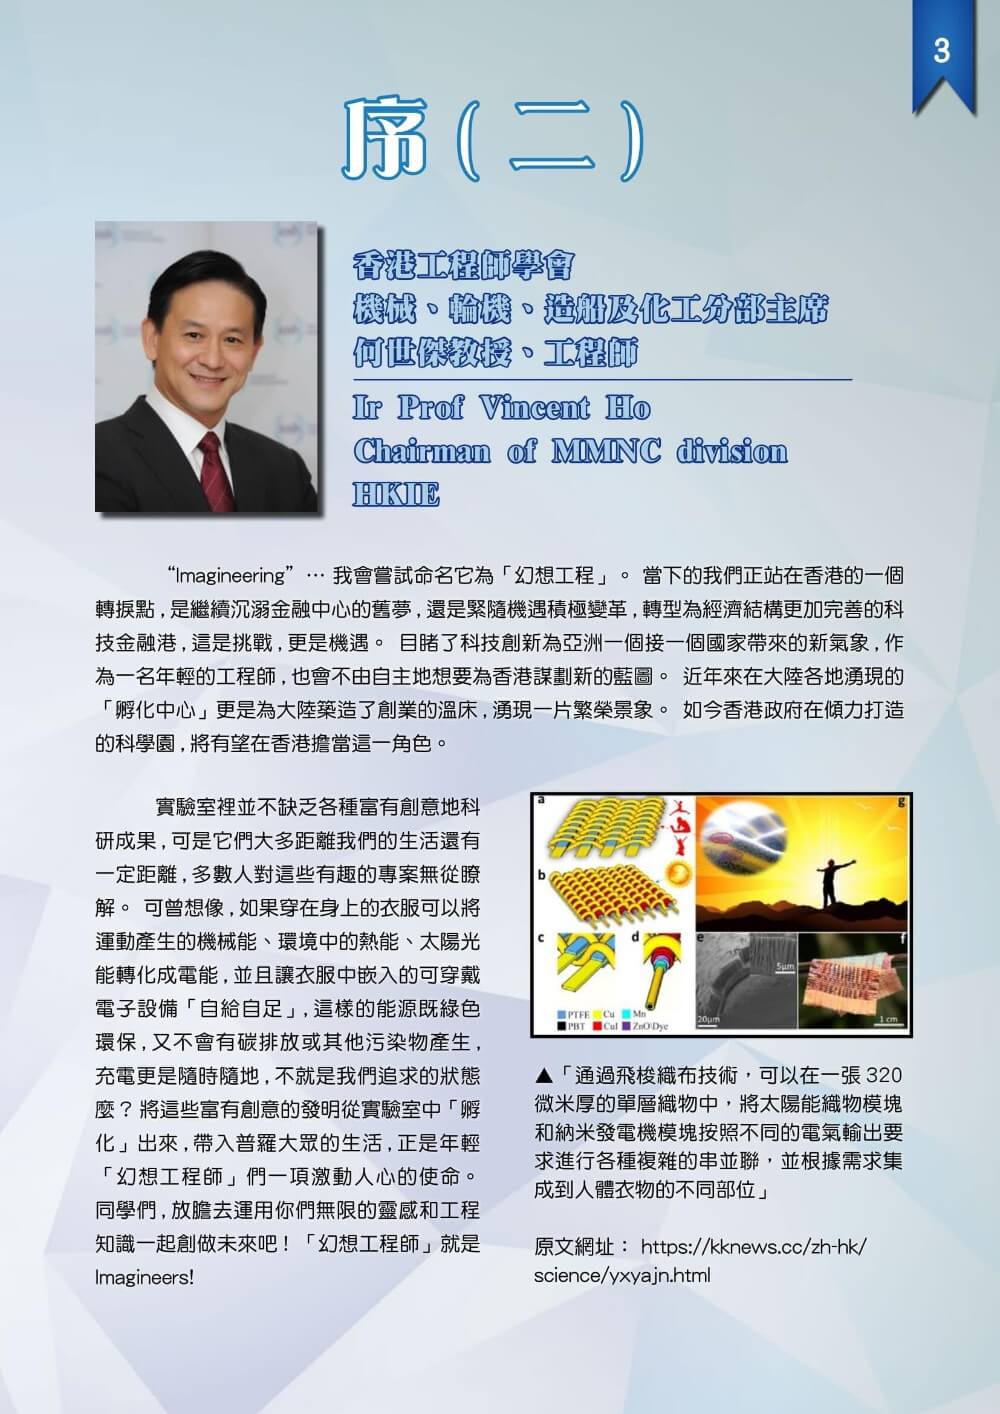 3
序(二)
香港工程師學會
機械、輪機、造船及化工分部主席
何世傑教授、工程師
Ir Prof Vincent Ho
Chairman of MMNC division
HKIE
“Imagineering” … 我會嘗試命名它為「幻想工程」。 當下的我們正站在香港的一個
轉捩點,是繼續沉溺金融中心的舊夢,還是緊隨機遇積極變革,轉型為經濟結構更加完善的科
技金融港,這是挑戰,更是機遇。 目睹了科技創新為亞洲一個接一個國家帶來的新氣象,作
為一名年輕的工程師,也會不由自主地想要為香港謀劃新的藍圖。 近年來在大陸各地湧現的
「孵化中心」更是為大陸築造了創業的溫床,湧現一片繁榮景象。 如今香港政府在傾力打造
的科學園,將有望在香港擔當這一角色。
實驗室裡並不缺乏各種富有創意地科
研成果,可是它們大多距離我們的生活還有
一定距離,多數人對這些有趣的專案無從瞭
解。 可曾想像,如果穿在身上的衣服可以將
運動產生的機械能、環境中的熱能、太陽光
能轉化成電能,並且讓衣服中嵌入的可穿戴
電子設備「自給自足」,這樣的能源既綠色
環保,又不會有碳排放或其他污染物產生,
充電更是隨時隨地,不就是我們追求的狀態
麼?將這些富有創意的發明從實驗室中「孵
化」出來,帶入普羅大眾的生活,正是年輕
「幻想工程師」們一項激動人心的使命。
同學們,放膽去運用你們無限的靈感和工程
知識一起創做未來吧!「幻想工程師」就是
Imagineers!
a
g
b
c
d
e
f
5μm
20μm
1 cm
PTFE Cu Mn
PBT CuI ZnO\Dye
▲「通過飛梭織布技術,可以在一張 320
微米厚的單層織物中,將太陽能織物模塊
和納米發電機模塊按照不同的電氣輸出要
求進行各種複雜的串並聯,並根據需求集
成到人體衣物的不同部位」
原文網址: https://kknews.cc/zh-hk/
science/yxyajn.html